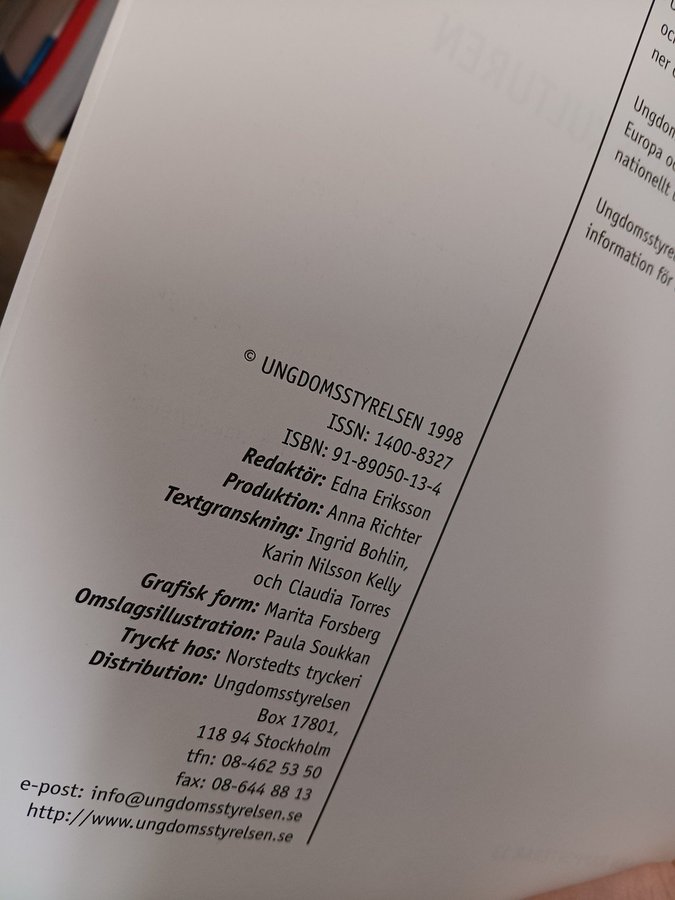 © UNGDOMSSTYRELSEN 1998
ISSN: 1400-8327
ISBN: 91-89050-13-4
Redaktör: Edna Eriksson
Produktion: Anna Richter
Textgranskning: Ingrid Bohlin,
Karin Nilsson Kelly
och Claudia Torres
Grafisk form: Marita Forsberg
Omslagsillustration: Paula Soukkan
Tryckt hos: Norstedts tryckeri
Distribution: Ungdomsstyrelsen
Box 17801,
118 94 Stockholm
tfn: 08-462 53 50
fax: 08-644 88 13
e-post: info@ungdomsstyrelsen.se
http://www.ungdomsstyrelsen.se
Europa
nationellt
information för